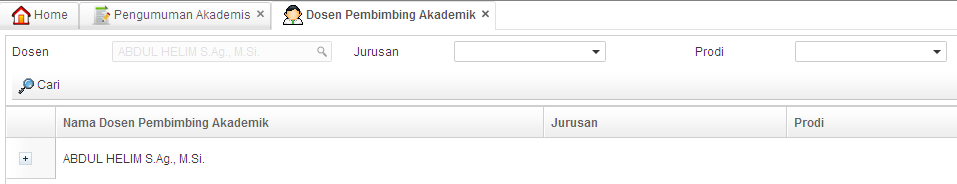 Home Pengumuman Akademis Dosen Pembimbing Akademik
Dosen ABDUL HELIM S.Ag., M.Si. Jurusan Prodi
Cari
Nama Dosen Pembimbing Akademik Jurusan Prodi
ABDUL HELIM S.Ag., M.Si.